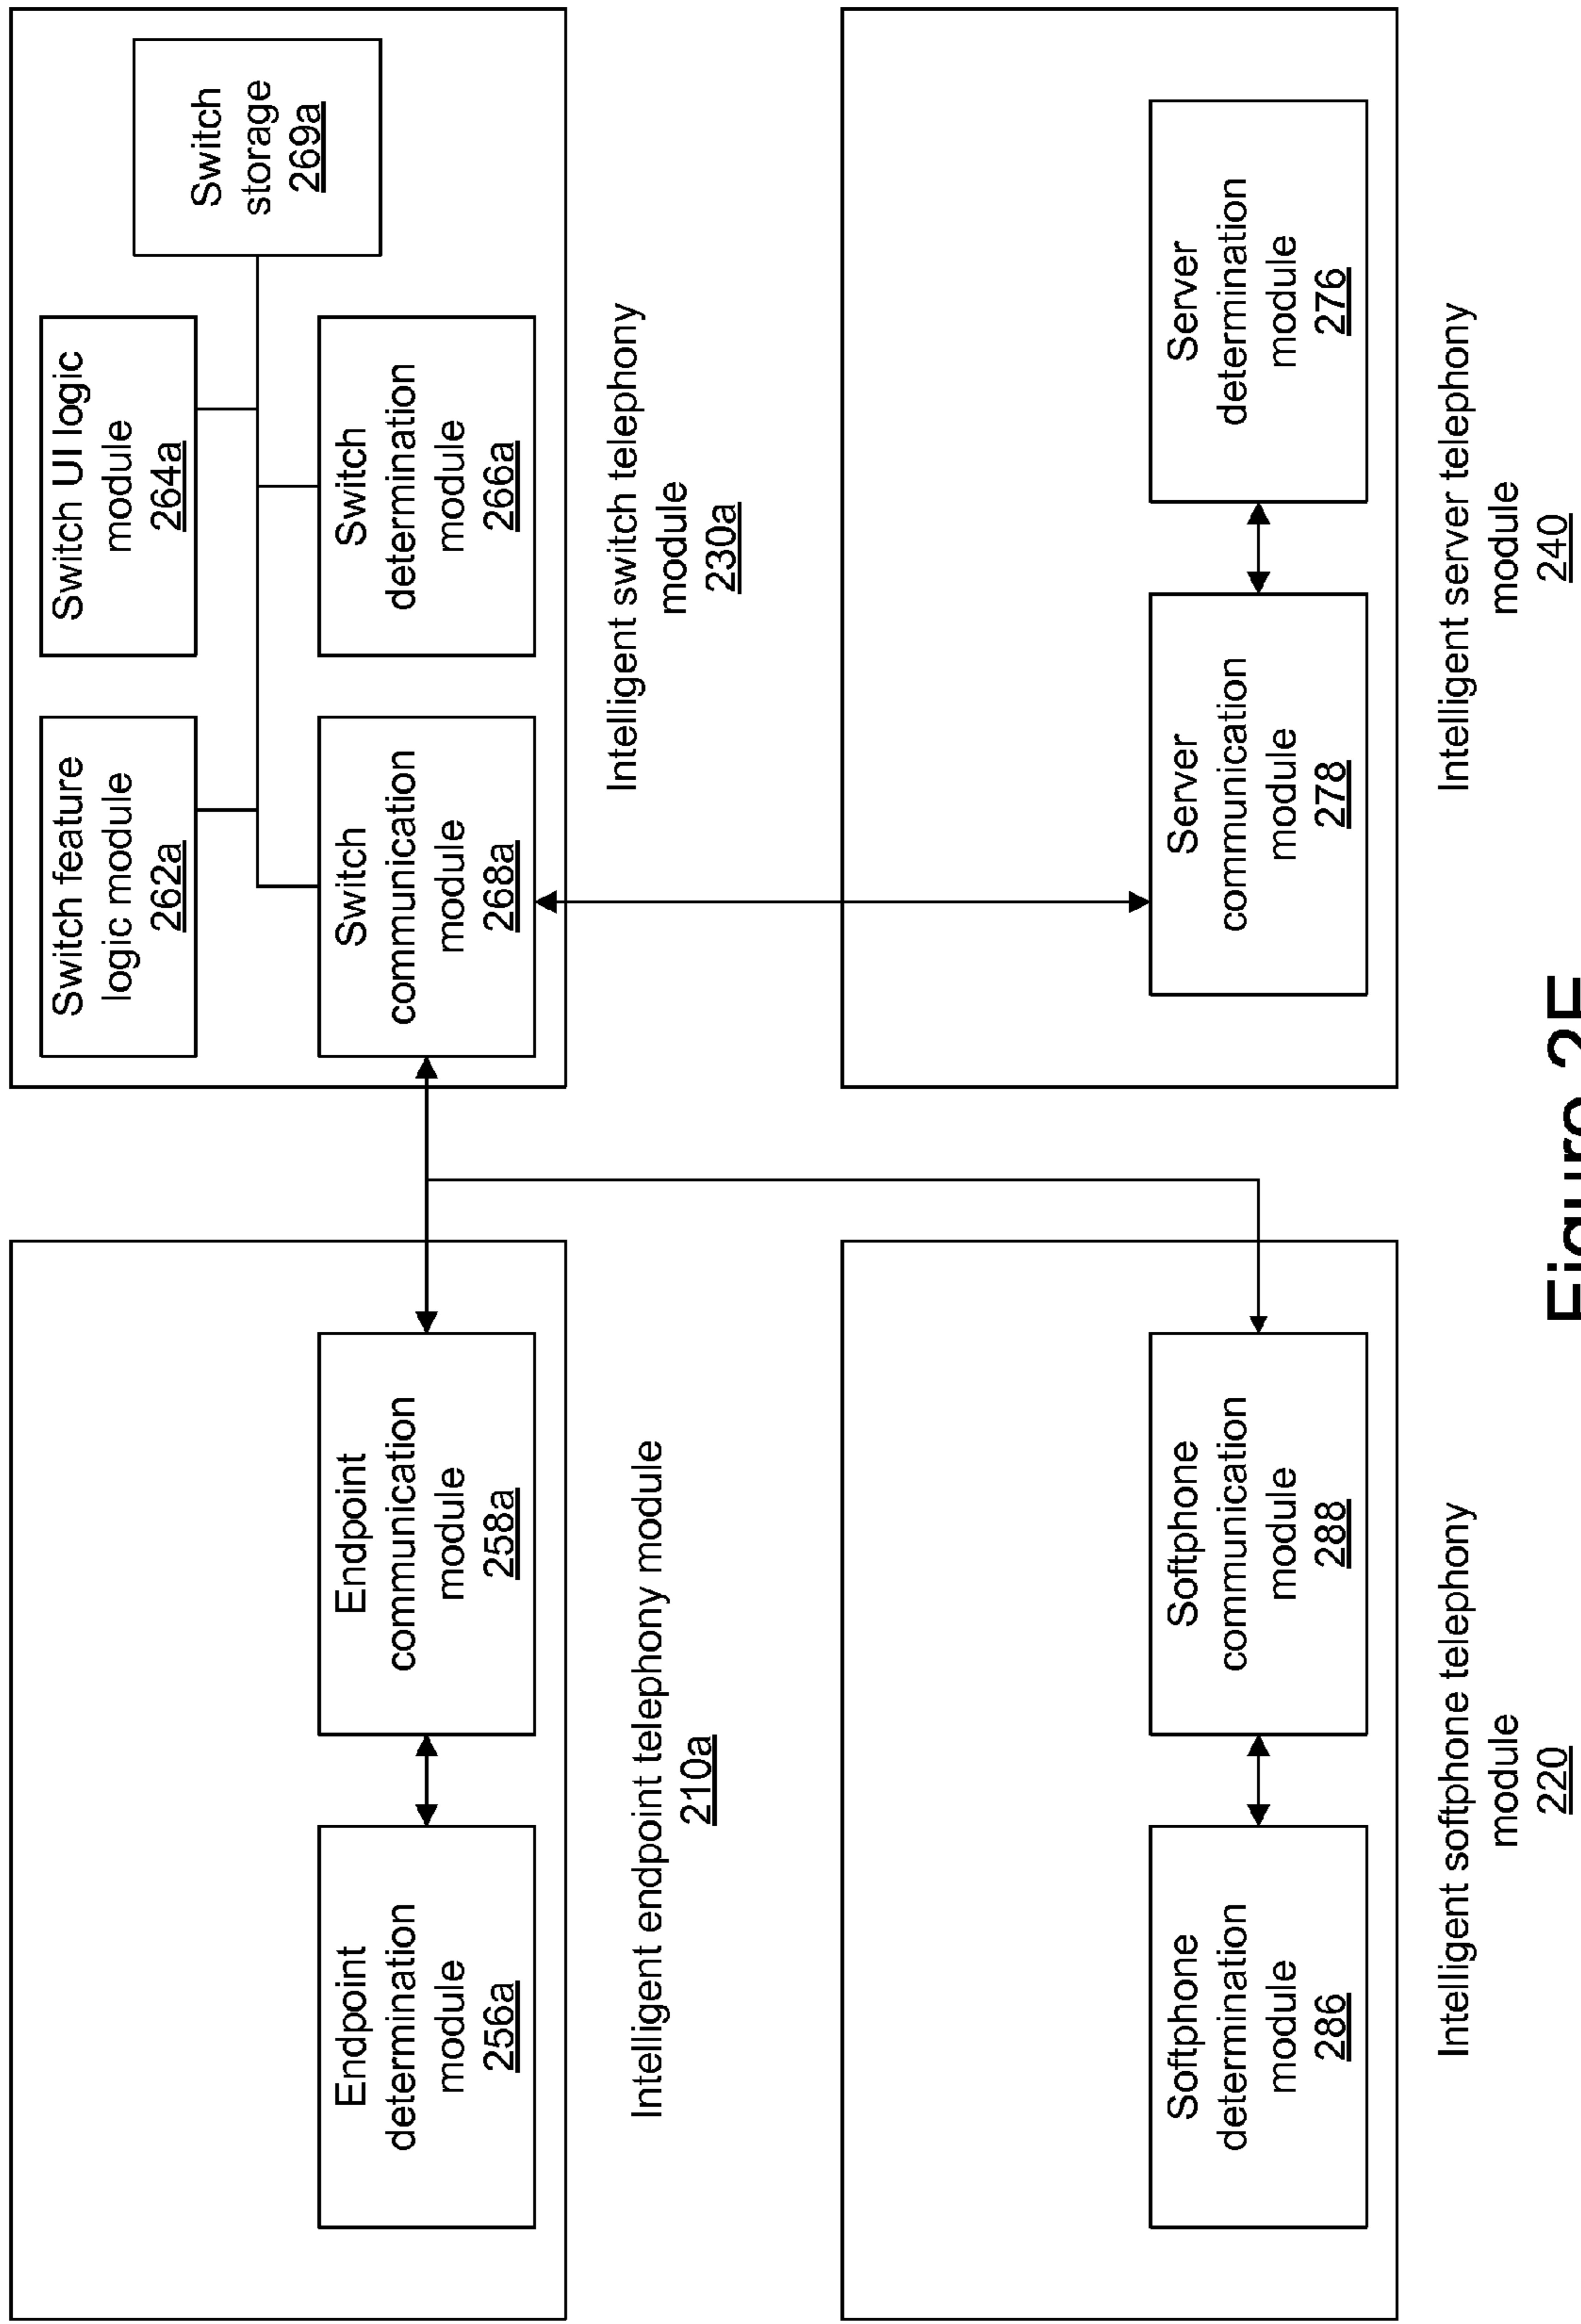 Endpoint
determination
module
256a
Endpoint
communication
module
258a
Intelligent endpoint telephony module
210a
Switch feature
logic module
262a
Switch UI logic
module
264a
Switch
storage
269a
Switch
communication
module
268a
Switch
determination
module
266a
Intelligent switch telephony
module
230a
Softphone
determination
module
286
Softphone
communication
module
288
Intelligent softphone telephony
module
220
Server
communication
module
278
Server
determination
module
276
Intelligent server telephony
module
240
Figure